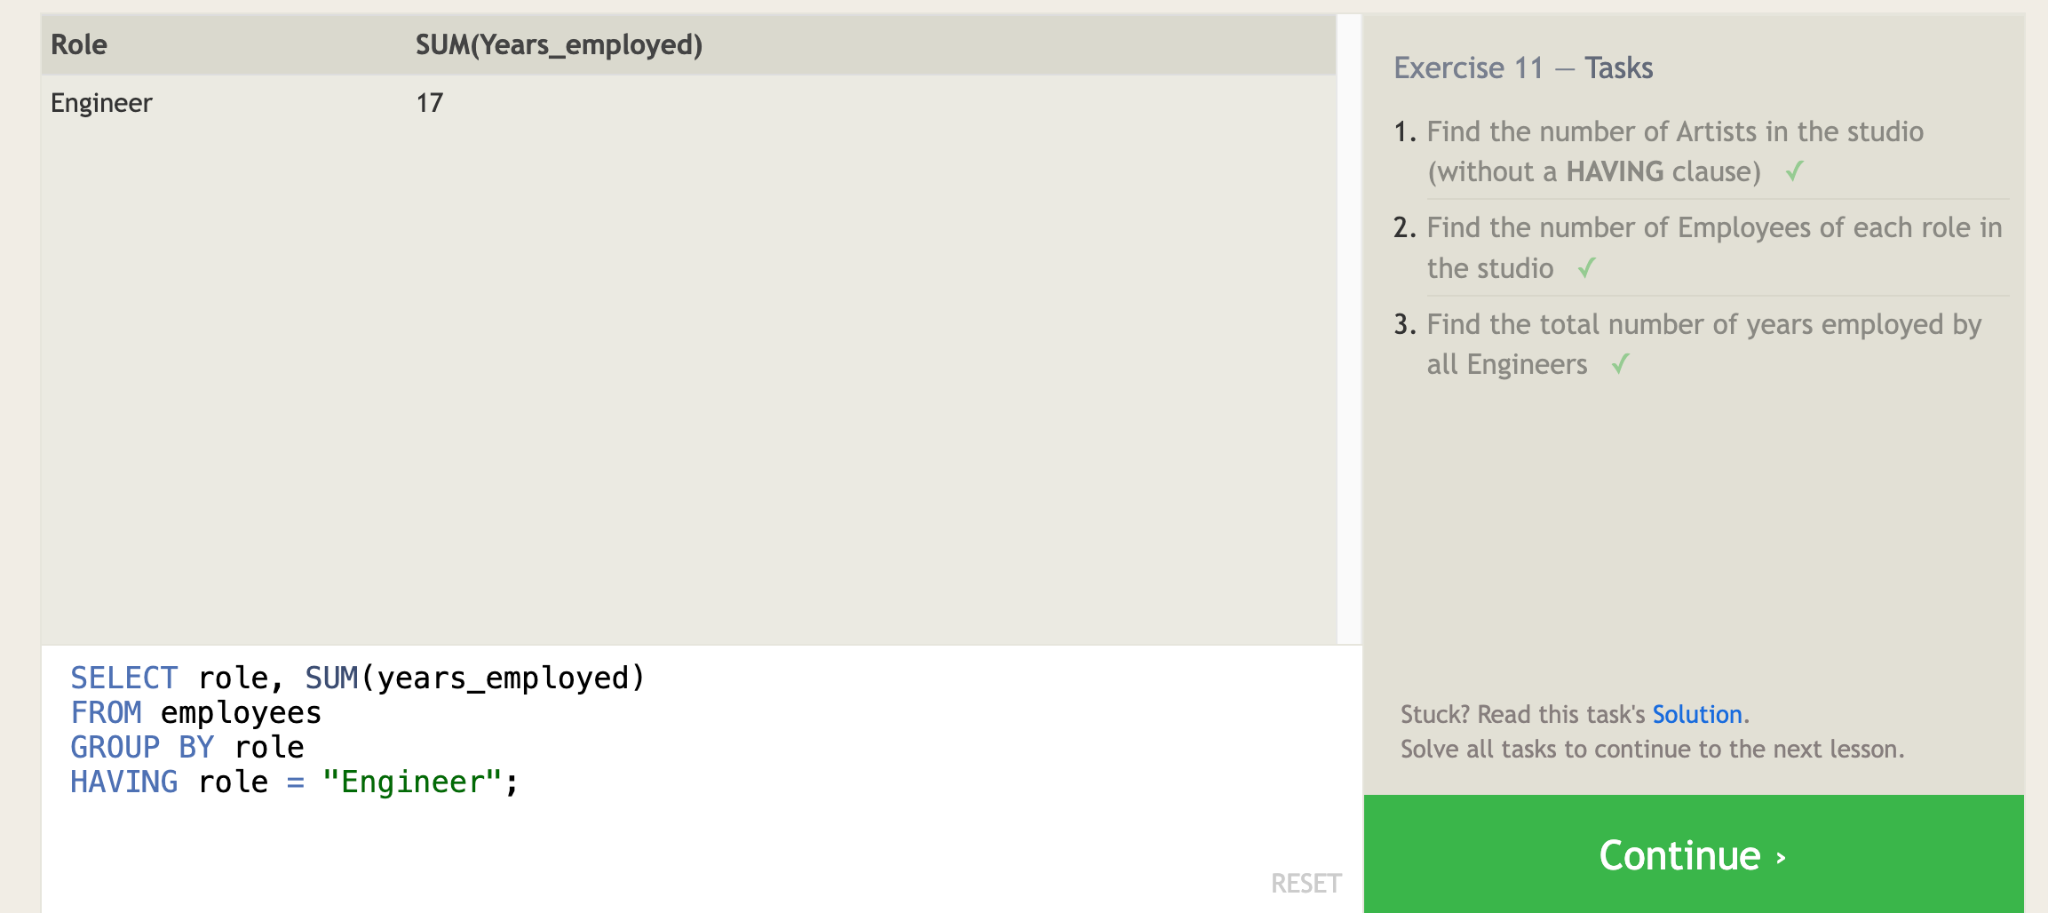 Role SUM(Years_employed)
Engineer 17
SELECT role, SUM(years_employed)
FROM employees
GROUP BY role
HAVING role = "Engineer";
RESET
Exercise 11 — Tasks
1. Find the number of Artists in the studio
(without a HAVING clause) ✓
2. Find the number of Employees of each role in
the studio ✓
3. Find the total number of years employed by
all Engineers ✓
Stuck? Read this task's Solution.
Solve all tasks to continue to the next lesson.
Continue ›